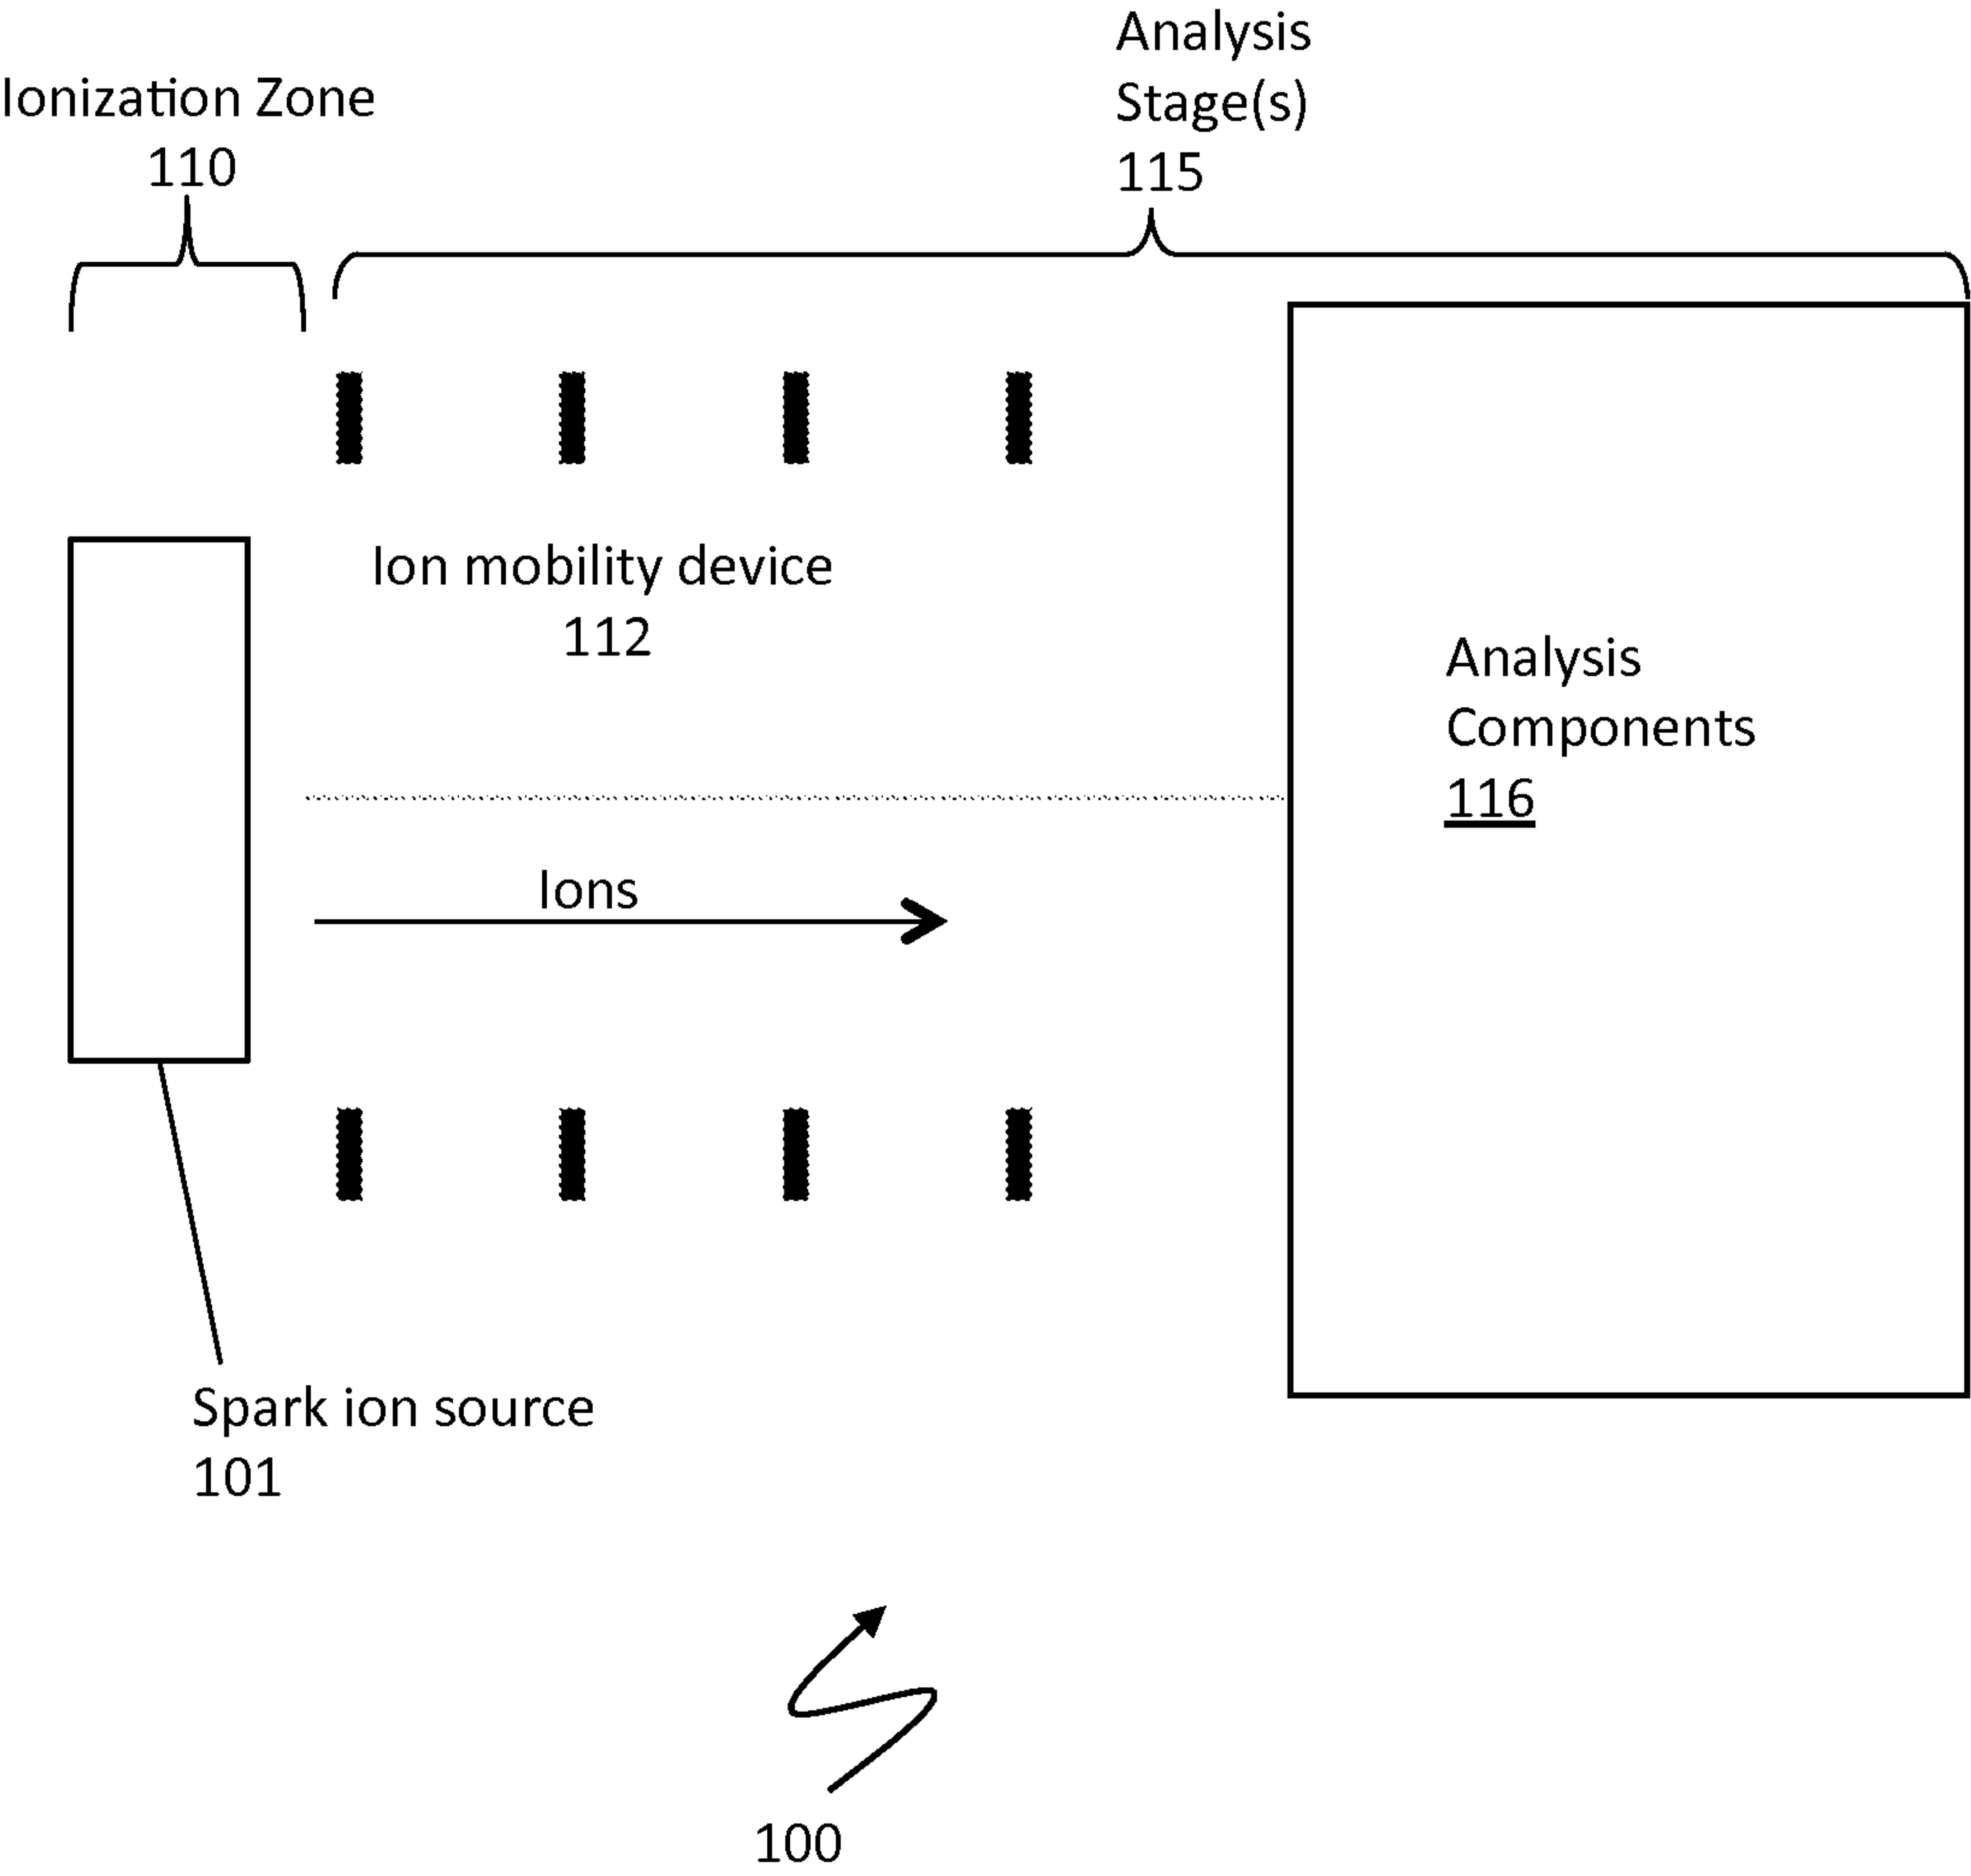 Analysis
Stage(s)
115
Ionization Zone
110
Ion mobility device
112
Analysis
Components
116
Ions
Spark ion source
101
100